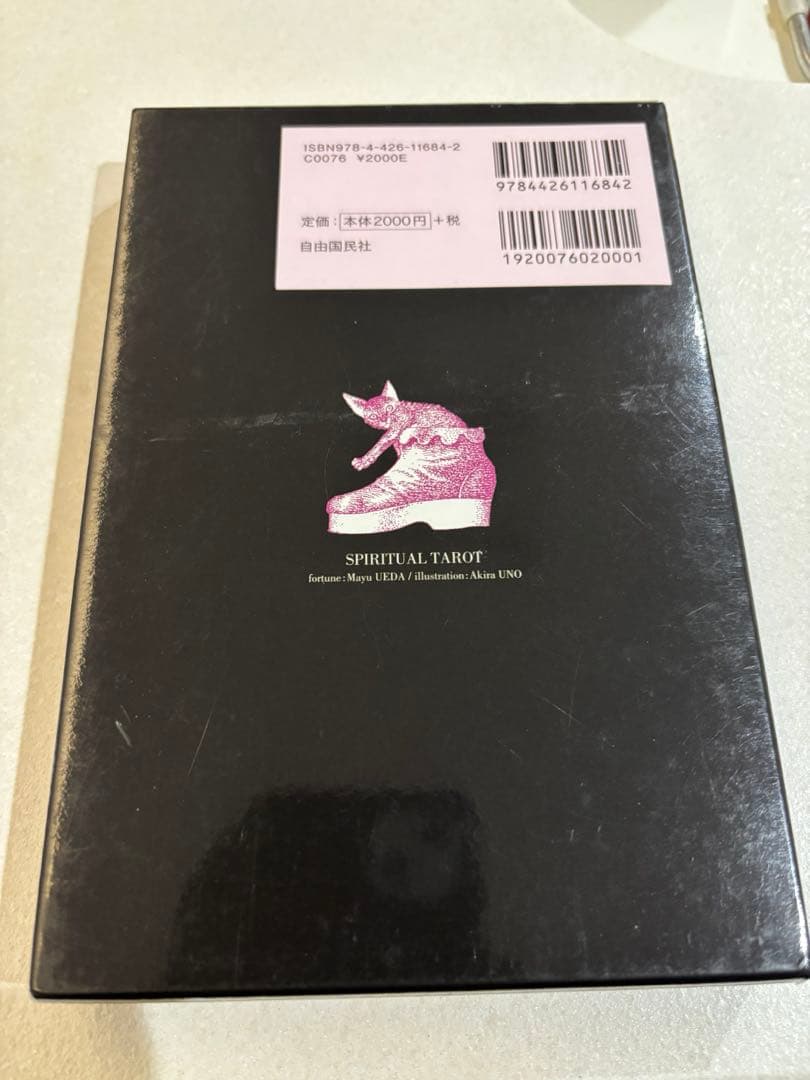 ISBN978-4-426-11684-2
C0076 ¥2000E
9784426116842
定価：本体2000円＋税
自由国民社
1920076020001
SPIRITUAL TAROT
fortune:Mayu UEDA / illustration:Akira UNO